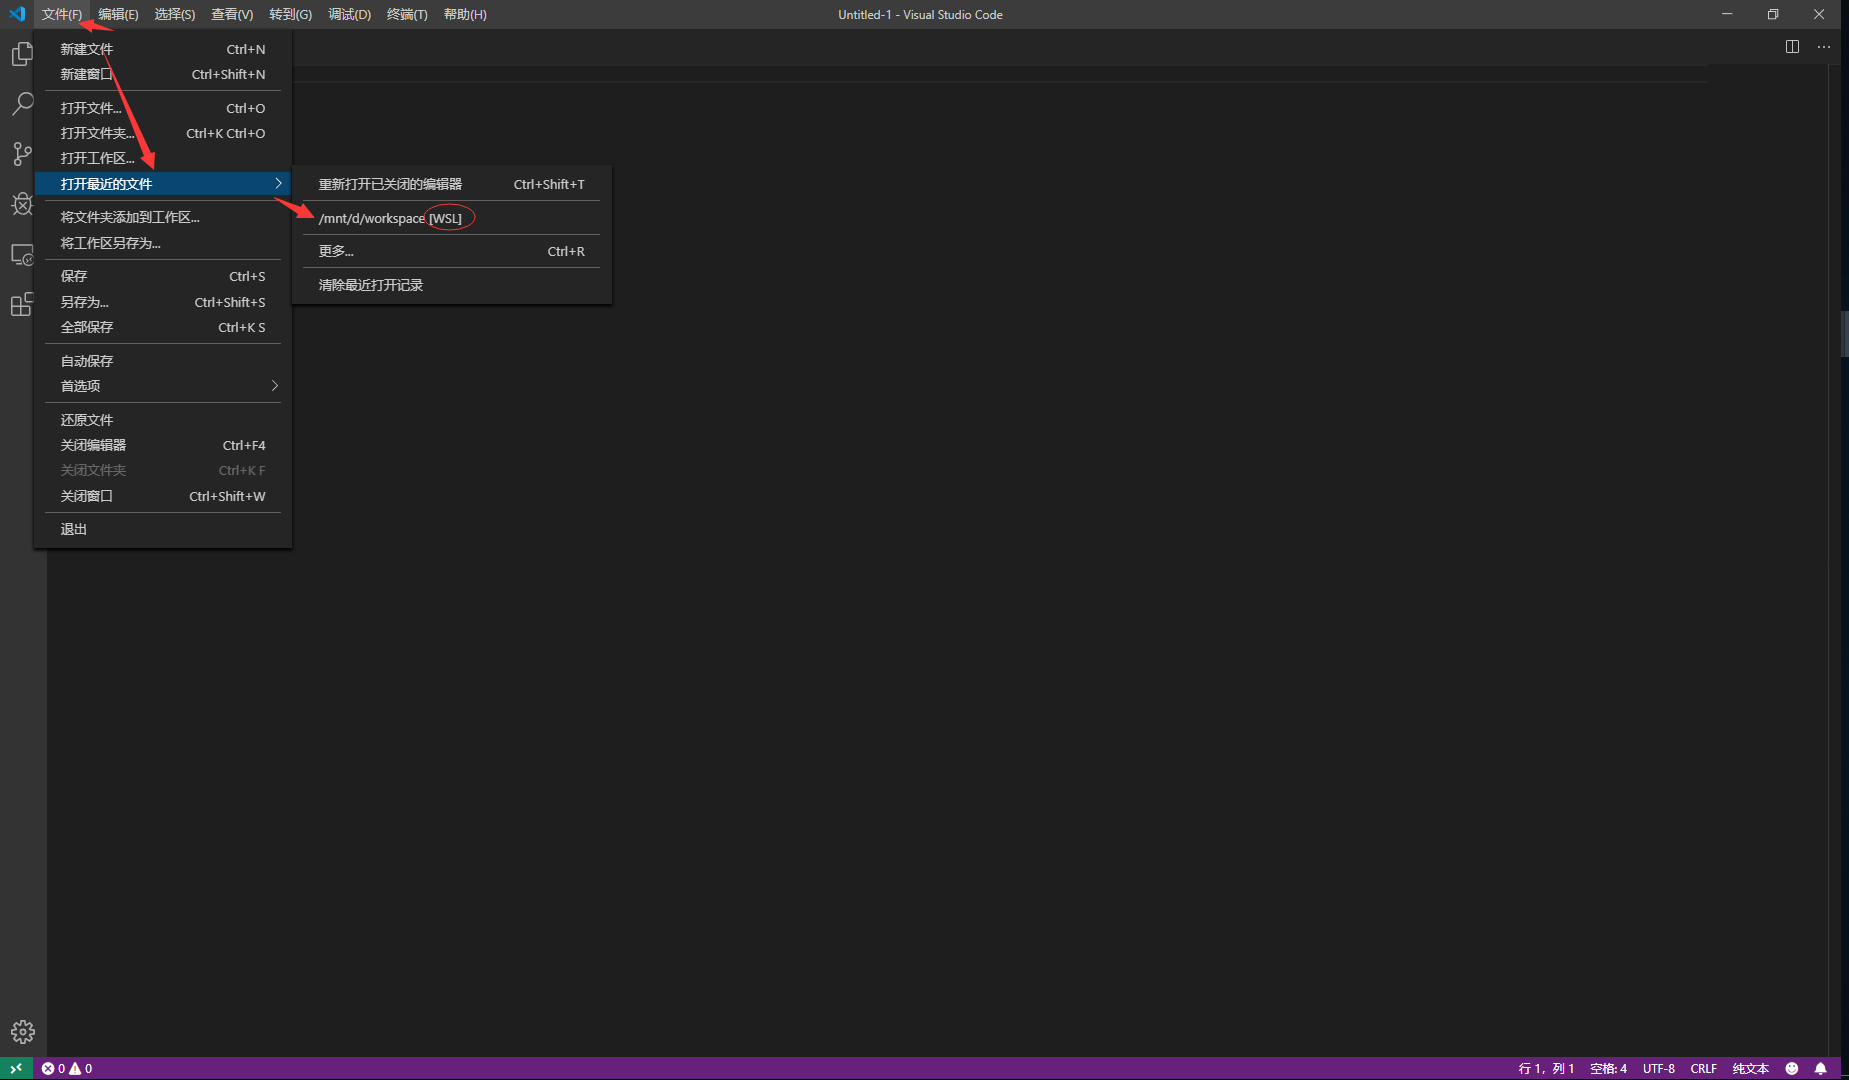 文件(F) 编辑(E) 选择(S) 查看(V) 转到(G) 调试(D) 终端(T) 帮助(H) Untitled-1 - Visual Studio Code
新建文件 Ctrl+N
新建窗口 Ctrl+Shift+N
打开文件... Ctrl+O
打开文件夹... Ctrl+K Ctrl+O
打开工作区...
打开最近的文件
重新打开已关闭的编辑器 Ctrl+Shift+T
/mnt/d/workspace [WSL]
更多... Ctrl+R
清除最近打开记录
将文件夹添加到工作区...
将工作区另存为...
保存 Ctrl+S
另存为... Ctrl+Shift+S
全部保存 Ctrl+K S
自动保存
首选项
还原文件
关闭编辑器 Ctrl+F4
关闭文件夹 Ctrl+K F
关闭窗口 Ctrl+Shift+W
退出
0 0 行 1，列 1 空格: 4 UTF-8 CRLF 纯文本